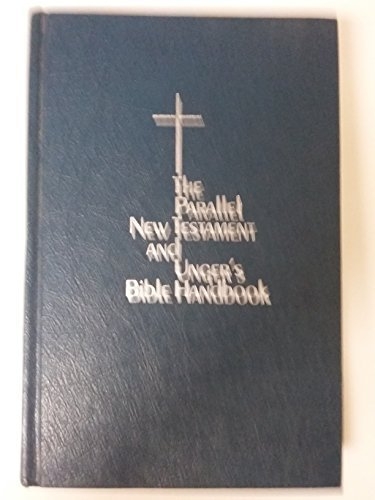 The
Parallel
New Testament
and
Unger's
Bible Handbook